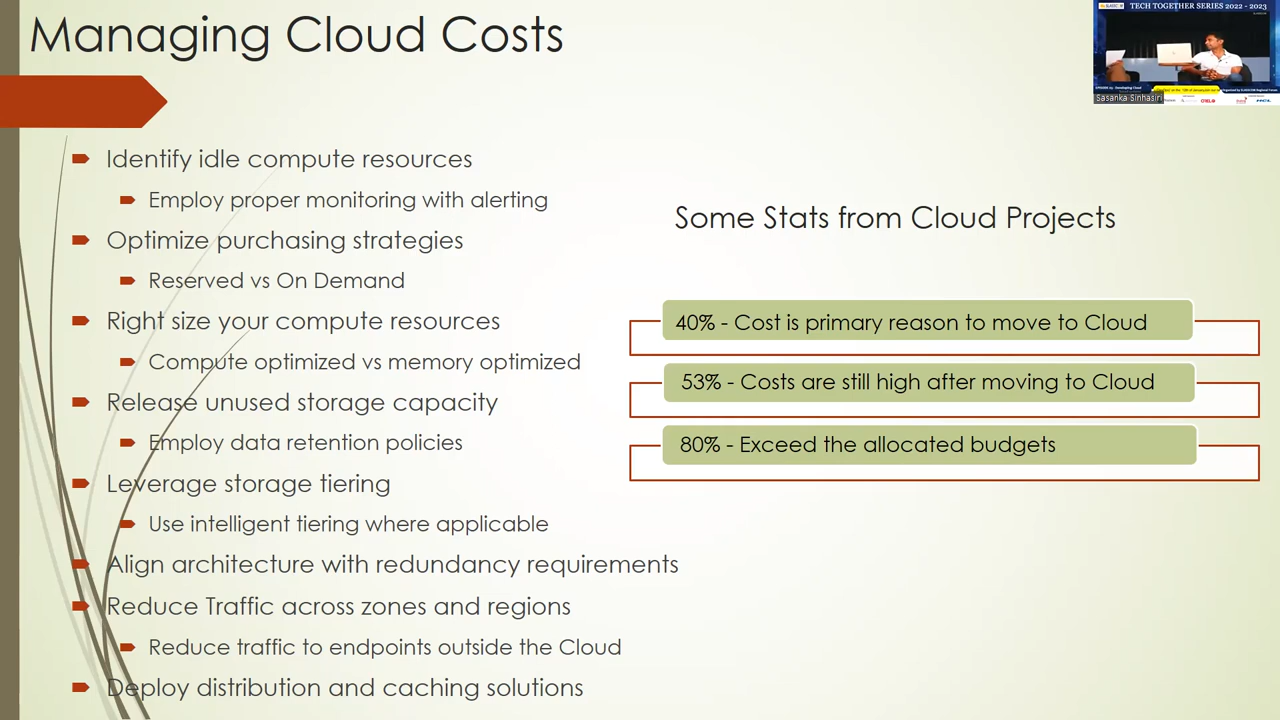 Managing Cloud Costs
TECH TOGETHER SERIES 2022 - 2023
Sasanka Sinhasiri
Identify idle compute resources
Employ proper monitoring with alerting
Optimize purchasing strategies
Reserved vs On Demand
Right size your compute resources
Compute optimized vs memory optimized
Release unused storage capacity
Employ data retention policies
Leverage storage tiering
Use intelligent tiering where applicable
Align architecture with redundancy requirements
Reduce Traffic across zones and regions
Reduce traffic to endpoints outside the Cloud
Deploy distribution and caching solutions
Some Stats from Cloud Projects
40% - Cost is primary reason to move to Cloud
53% - Costs are still high after moving to Cloud
80% - Exceed the allocated budgets